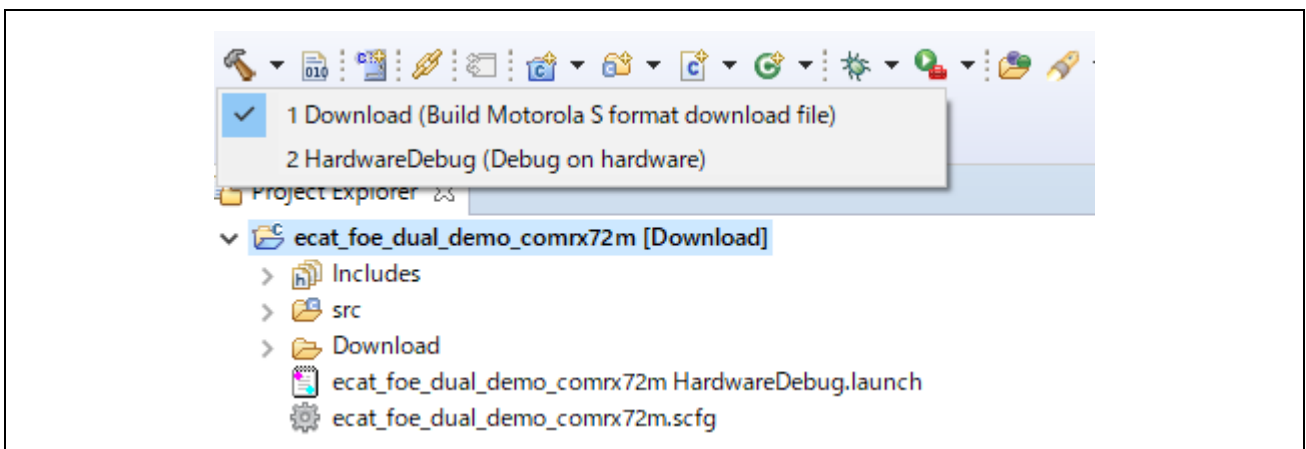 010
1 Download (Build Motorola S format download file)
2 HardwareDebug (Debug on hardware)
Project Explorer
ecat_foe_dual_demo_comrx72m [Download]
Includes
src
Download
ecat_foe_dual_demo_comrx72m HardwareDebug.launch
ecat_foe_dual_demo_comrx72m.scfg